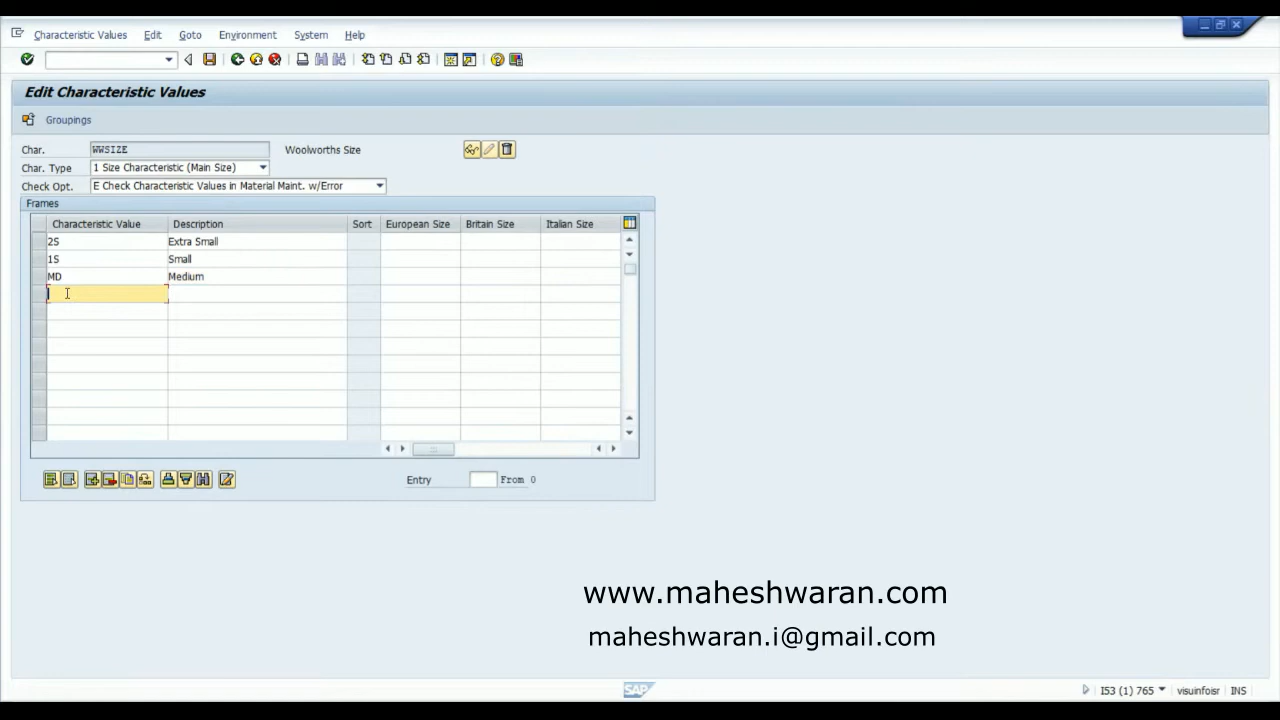 Characteristic Values Edit Goto Environment System Help
Edit Characteristic Values
Groupings
Char. WWSIZE Woolworths Size
Char. Type 1 Size Characteristic (Main Size)
Check Opt. E Check Characteristic Values in Material Maint. w/Error
Frames
Characteristic Value Description Sort European Size Britain Size Italian Size
2S Extra Small
1S Small
MD Medium
Entry From 0
www.maheshwaran.com
maheshwaran.i@gmail.com
SAP I53 (1) 765 visuinfoisr INS